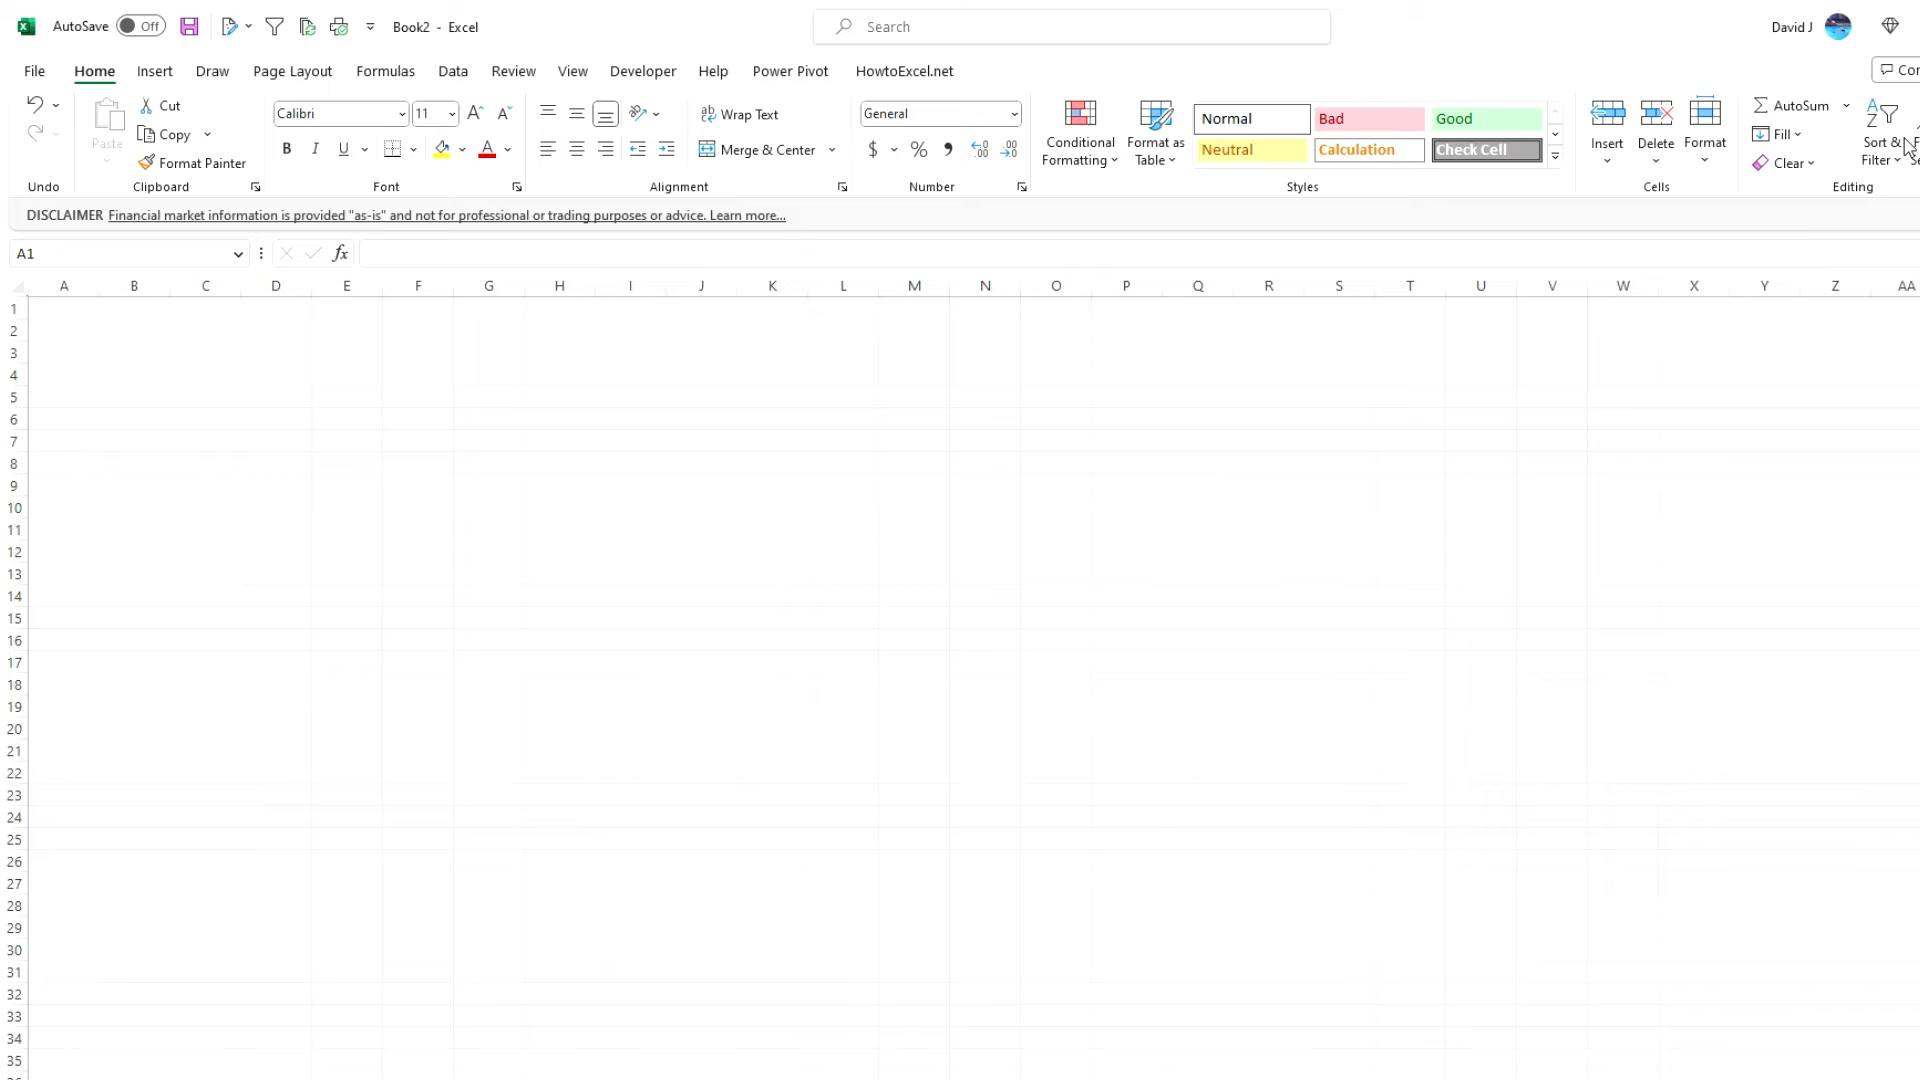 AutoSave Off Book2 - Excel Search David J
File Home Insert Draw Page Layout Formulas Data Review View Developer Help Power Pivot HowtoExcel.net
Paste Cut
Copy
Format Painter
Calibri 11
B I U A
ab Wrap Text
Merge & Center
General
$ % 9 .00
Conditional
Formatting
Format as
Table
Normal Bad Good
Neutral Calculation Check Cell
Insert Delete Format
AutoSum
Fill
Clear
Sort &
Filter
Undo Clipboard Font Alignment Number Styles Cells Editing
DISCLAIMER Financial market information is provided "as-is" and not for professional or trading purposes or advice. Learn more...
A1 fx
A B C D E F G H I J K L M N O P Q R S T U V W X Y Z AA
1
2
3
4
5
6
7
8
9
10
11
12
13
14
15
16
17
18
19
20
21
22
23
24
25
26
27
28
29
30
31
32
33
34
35